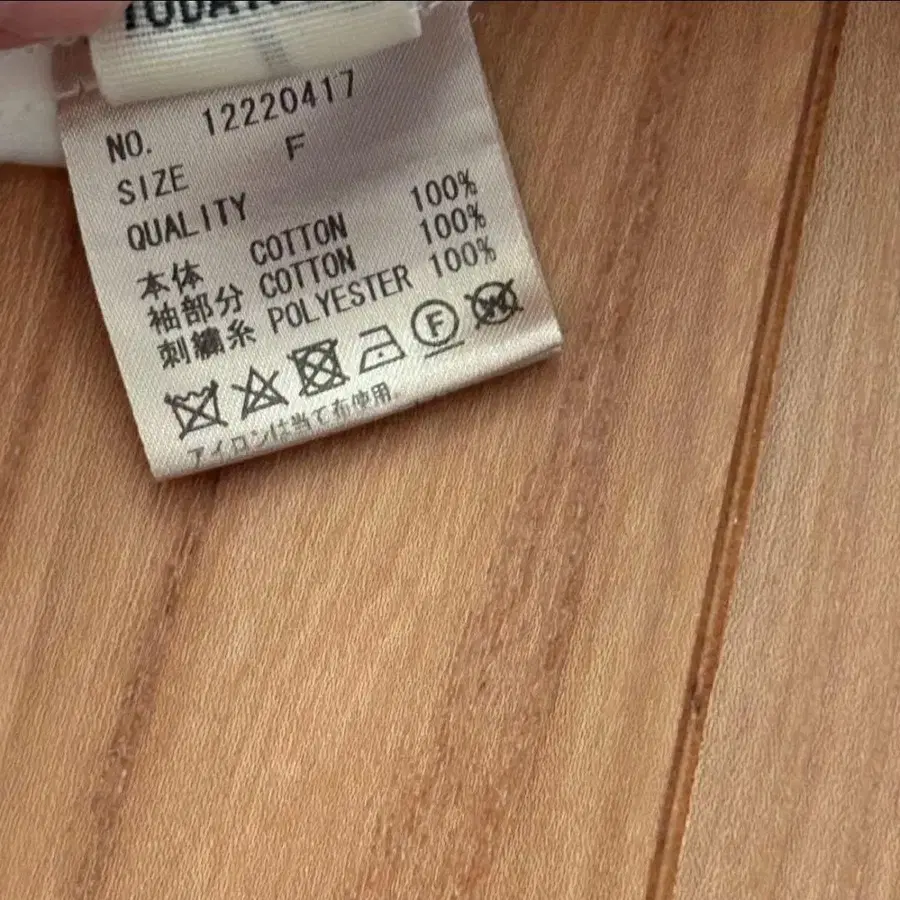 NO. 12220417
SIZE F
QUALITY
本体 COTTON 100%
袖部分 COTTON 100%
刺繍糸 POLYESTER 100%
F
W
アイロンは当て布使用